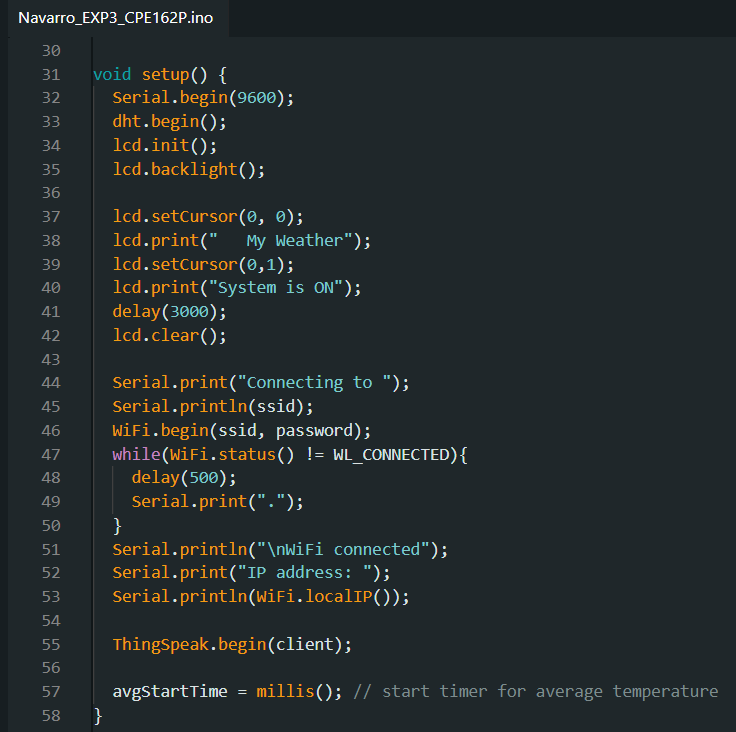 Navarro_EXP3_CPE162P.ino
30
31 void setup() {
32   Serial.begin(9600);
33   dht.begin();
34   lcd.init();
35   lcd.backlight();
36
37   lcd.setCursor(0, 0);
38   lcd.print("   My Weather");
39   lcd.setCursor(0,1);
40   lcd.print("System is ON");
41   delay(3000);
42   lcd.clear();
43
44   Serial.print("Connecting to ");
45   Serial.println(ssid);
46   WiFi.begin(ssid, password);
47   while(WiFi.status() != WL_CONNECTED){
48     delay(500);
49     Serial.print(".");
50   }
51   Serial.println("\nWiFi connected");
52   Serial.print("IP address: ");
53   Serial.println(WiFi.localIP());
54
55   ThingSpeak.begin(client);
56
57   avgStartTime = millis(); // start timer for average temperature
58 }